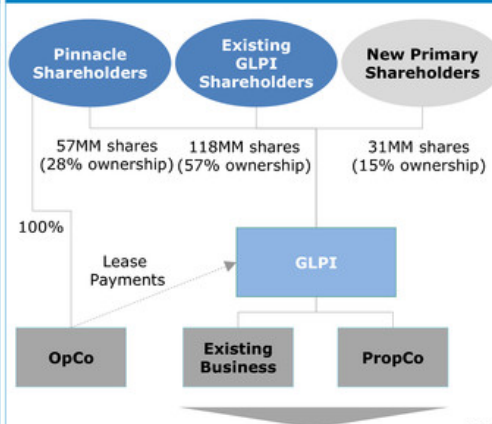 Pinnacle
Shareholders
Existing
GLPI
Shareholders
New Primary
Shareholders
57MM shares
(28% ownership)
118MM shares
(57% ownership)
31MM shares
(15% ownership)
100%
Lease
Payments
GLPI
OpCo
Existing
Business
PropCo